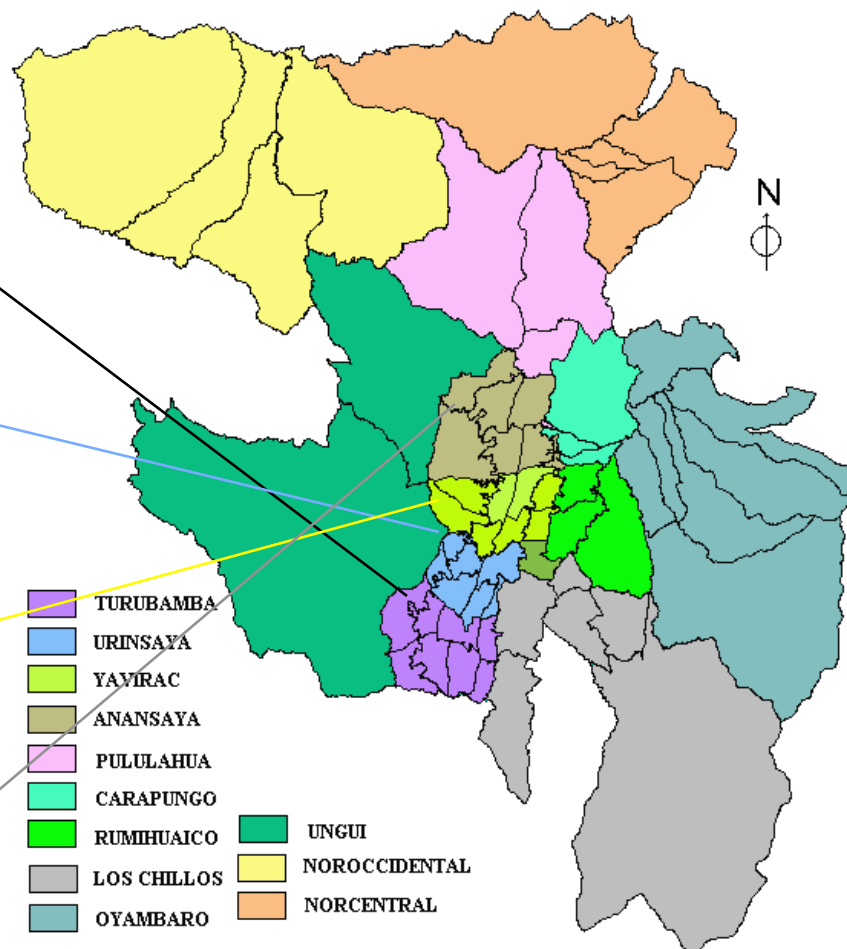 N
TURUBAMBA
URINSAYA
YAVIRAC
ANANSAYA
PULULAHUA
CARAPUNGO
RUMIHUAICO
LOS CHILLOS
OYAMBARO
UNGUI
NOROCCIDENTAL
NORCENTRAL